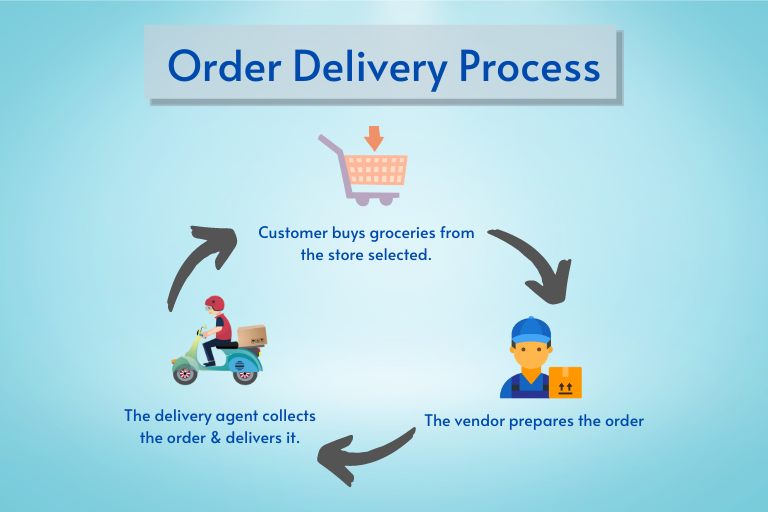 Order Delivery Process
Customer buys groceries from
the store selected.
The vendor prepares the order
The delivery agent collects
the order & delivers it.